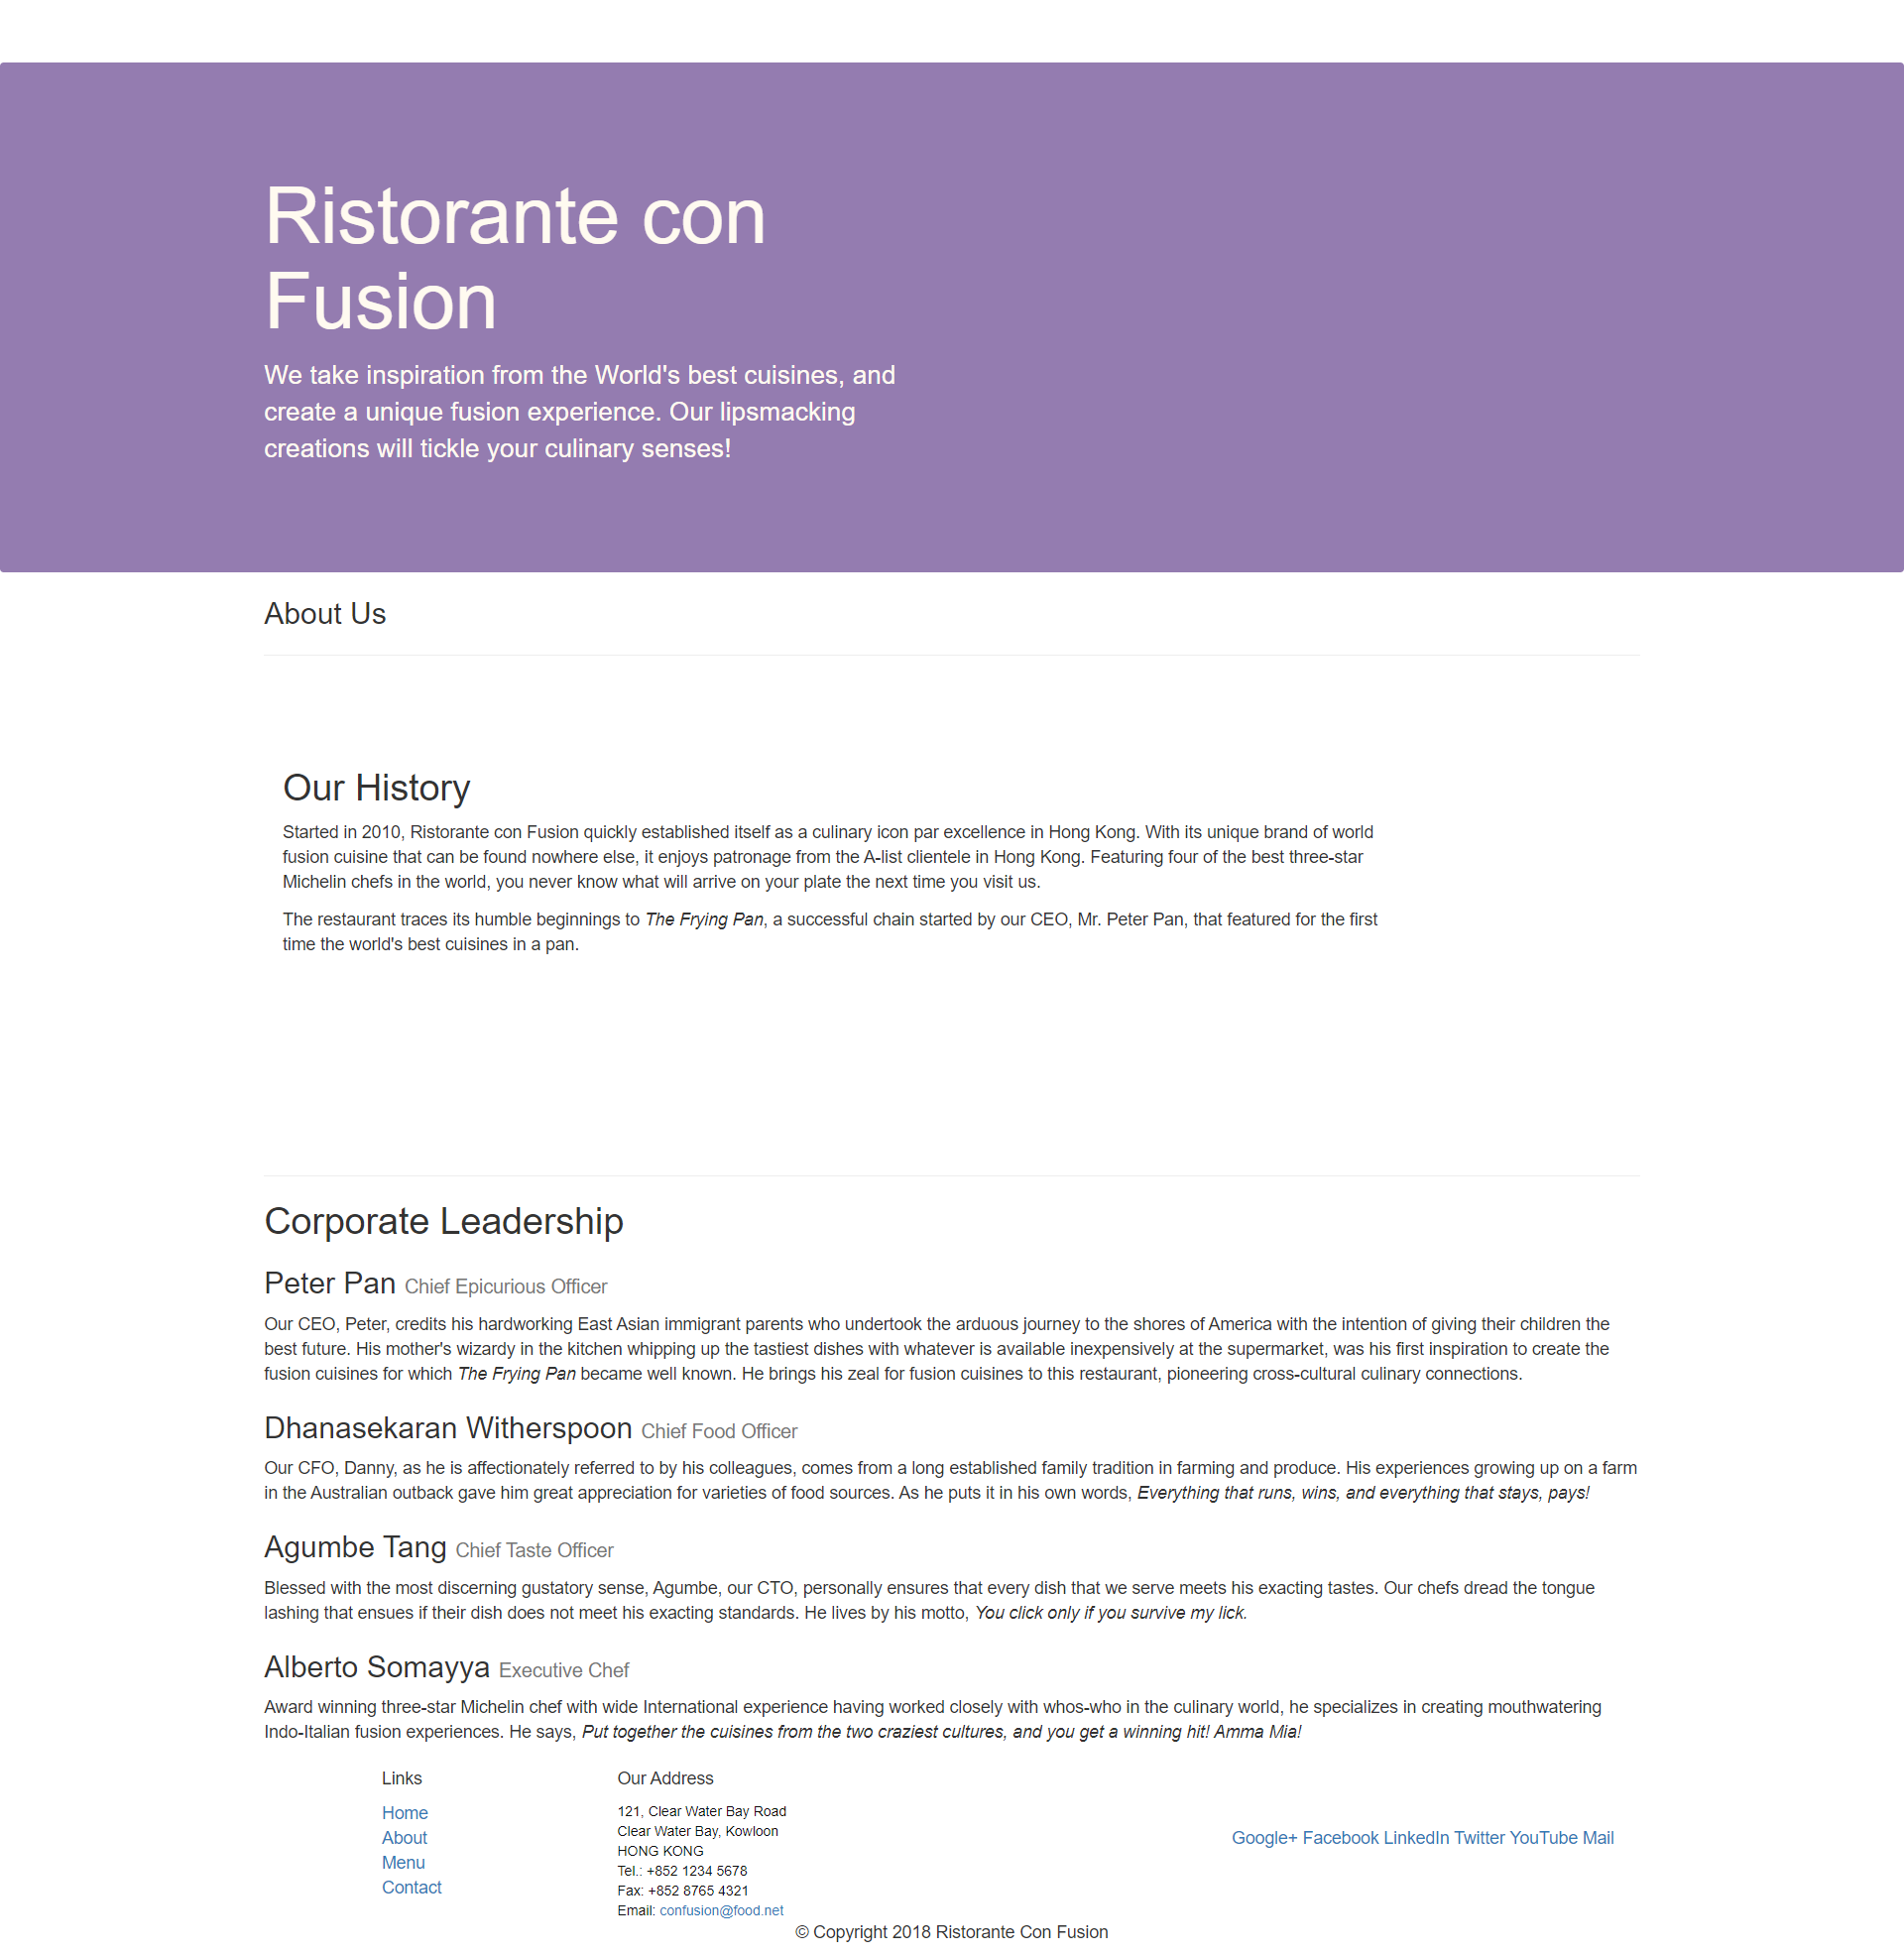 Ristorante con
Fusion
We take inspiration from the World's best cuisines, and
create a unique fusion experience. Our lipsmacking
creations will tickle your culinary senses!
About Us
Our History
Started in 2010, Ristorante con Fusion quickly established itself as a culinary icon par excellence in Hong Kong. With its unique brand of world
fusion cuisine that can be found nowhere else, it enjoys patronage from the A-list clientele in Hong Kong. Featuring four of the best three-star
Michelin chefs in the world, you never know what will arrive on your plate the next time you visit us.
The restaurant traces its humble beginnings to The Frying Pan, a successful chain started by our CEO, Mr. Peter Pan, that featured for the first
time the world's best cuisines in a pan.
Corporate Leadership
Peter Pan Chief Epicurious Officer
Our CEO, Peter, credits his hardworking East Asian immigrant parents who undertook the arduous journey to the shores of America with the intention of giving their children the
best future. His mother's wizardy in the kitchen whipping up the tastiest dishes with whatever is available inexpensively at the supermarket, was his first inspiration to create the
fusion cuisines for which The Frying Pan became well known. He brings his zeal for fusion cuisines to this restaurant, pioneering cross-cultural culinary connections.
Dhanasekaran Witherspoon Chief Food Officer
Our CFO, Danny, as he is affectionately referred to by his colleagues, comes from a long established family tradition in farming and produce. His experiences growing up on a farm
in the Australian outback gave him great appreciation for varieties of food sources. As he puts it in his own words, Everything that runs, wins, and everything that stays, pays!
Agumbe Tang Chief Taste Officer
Blessed with the most discerning gustatory sense, Agumbe, our CTO, personally ensures that every dish that we serve meets his exacting tastes. Our chefs dread the tongue
lashing that ensues if their dish does not meet his exacting standards. He lives by his motto, You click only if you survive my lick.
Alberto Somayya Executive Chef
Award winning three-star Michelin chef with wide International experience having worked closely with whos-who in the culinary world, he specializes in creating mouthwatering
Indo-Italian fusion experiences. He says, Put together the cuisines from the two craziest cultures, and you get a winning hit! Amma Mia!
Links
Home
About
Menu
Contact
Our Address
121, Clear Water Bay Road
Clear Water Bay, Kowloon
HONG KONG
Tel.: +852 1234 5678
Fax: +852 8765 4321
Email: confusion@food.net
Google+ Facebook LinkedIn Twitter YouTube Mail
© Copyright 2018 Ristorante Con Fusion